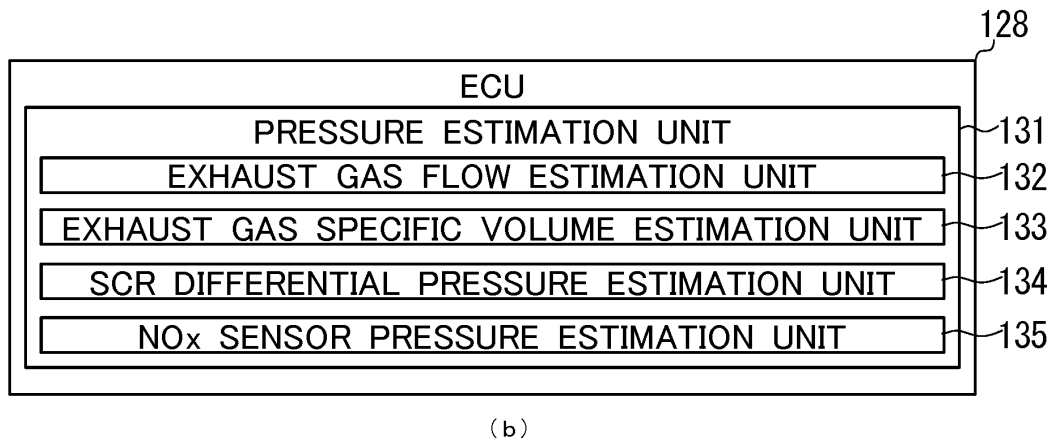 128
ECU
PRESSURE ESTIMATION UNIT 131
EXHAUST GAS FLOW ESTIMATION UNIT 132
EXHAUST GAS SPECIFIC VOLUME ESTIMATION UNIT 133
SCR DIFFERENTIAL PRESSURE ESTIMATION UNIT 134
NOx SENSOR PRESSURE ESTIMATION UNIT 135
(b)